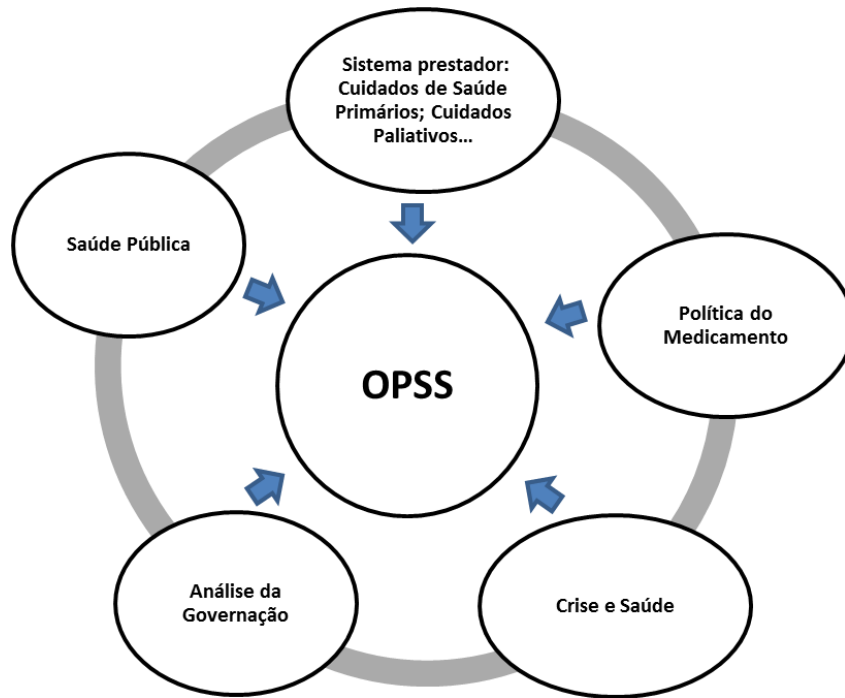 Sistema prestador:
Cuidados de Saúde
Primários; Cuidados
Paliativos...
Saúde Pública
Política do
Medicamento
OPSS
Análise da
Governação
Crise e Saúde